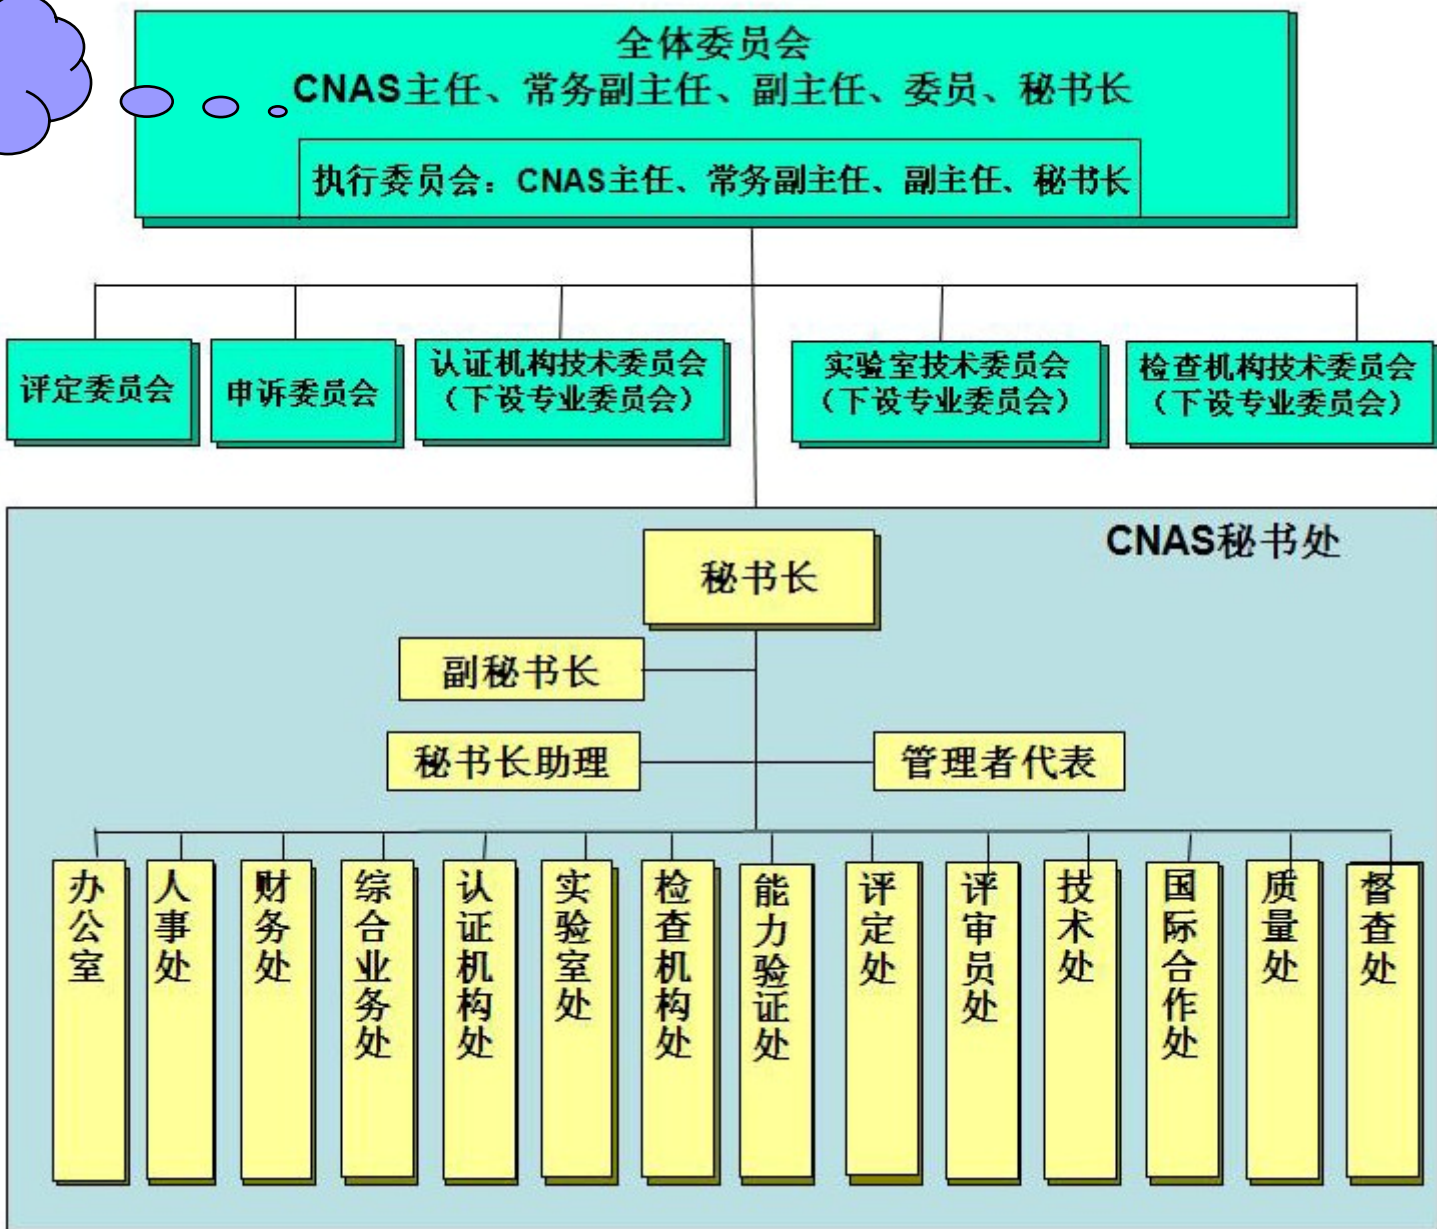 全体委员会
CNAS主任、常务副主任、副主任、委员、秘书长
执行委员会：CNAS主任、常务副主任、副主任、秘书长
评定委员会
申诉委员会
认证机构技术委员会
（下设专业委员会）
实验室技术委员会
（下设专业委员会）
检查机构技术委员会
（下设专业委员会）
CNAS秘书处
秘书长
副秘书长
秘书长助理
管理者代表
办公室
人事处
财务处
综合业务处
认证机构处
实验室处
检查机构处
能力验证处
评定处
评审员处
技术处
国际合作处
质量处
督查处